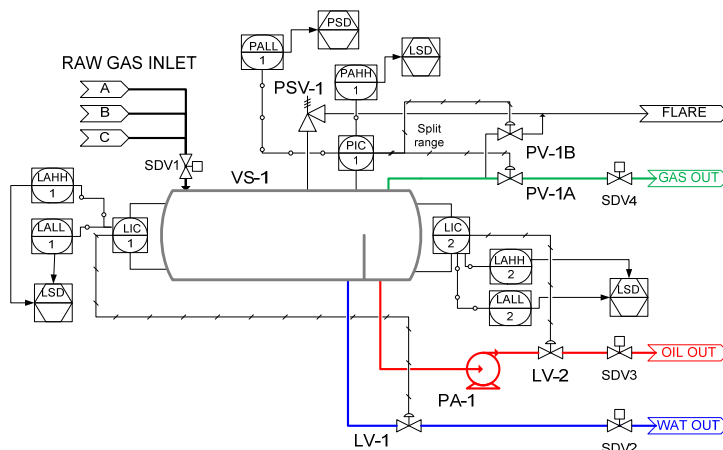 PALL
1
PSD
PAHH
1
LSD
RAW GAS INLET
A
B
C
PSV-1
FLARE
Split
range
PIC
1
PV-1B
SDV1
VS-1
PV-1A
GAS OUT
SDV4
LAHH
1
LALL
1
LIC
1
LIC
2
LAHH
2
LALL
2
LSD
LSD
OIL OUT
SDV3
LV-2
PA-1
LV-1
WAT OUT
SDV2